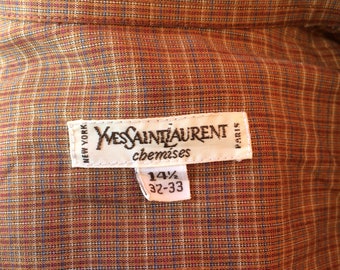 NEW YORK
YVESSAINTLAURENT
PARIS
chemises
14½
32-33